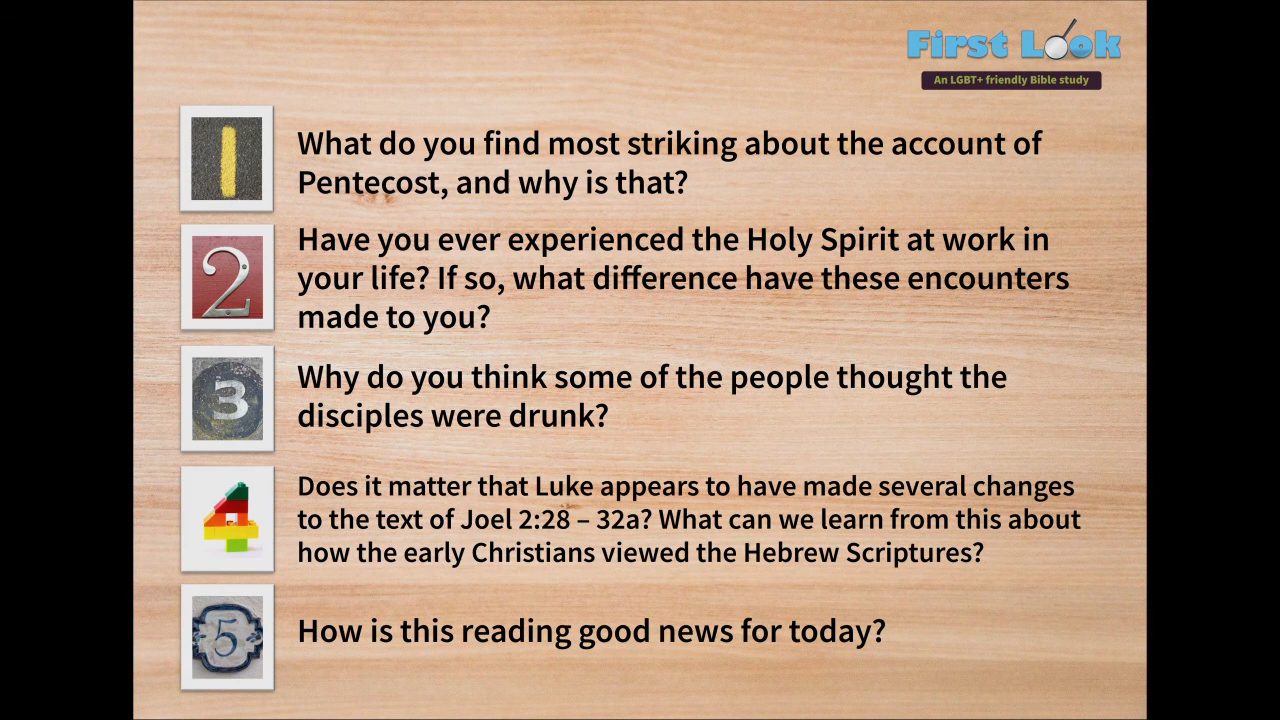 First Look
An LGBT+ friendly Bible study
1
What do you find most striking about the account of
Pentecost, and why is that?
2
Have you ever experienced the Holy Spirit at work in
your life? If so, what difference have these encounters
made to you?
3
Why do you think some of the people thought the
disciples were drunk?
4
Does it matter that Luke appears to have made several changes
to the text of Joel 2:28 – 32a? What can we learn from this about
how the early Christians viewed the Hebrew Scriptures?
5
How is this reading good news for today?